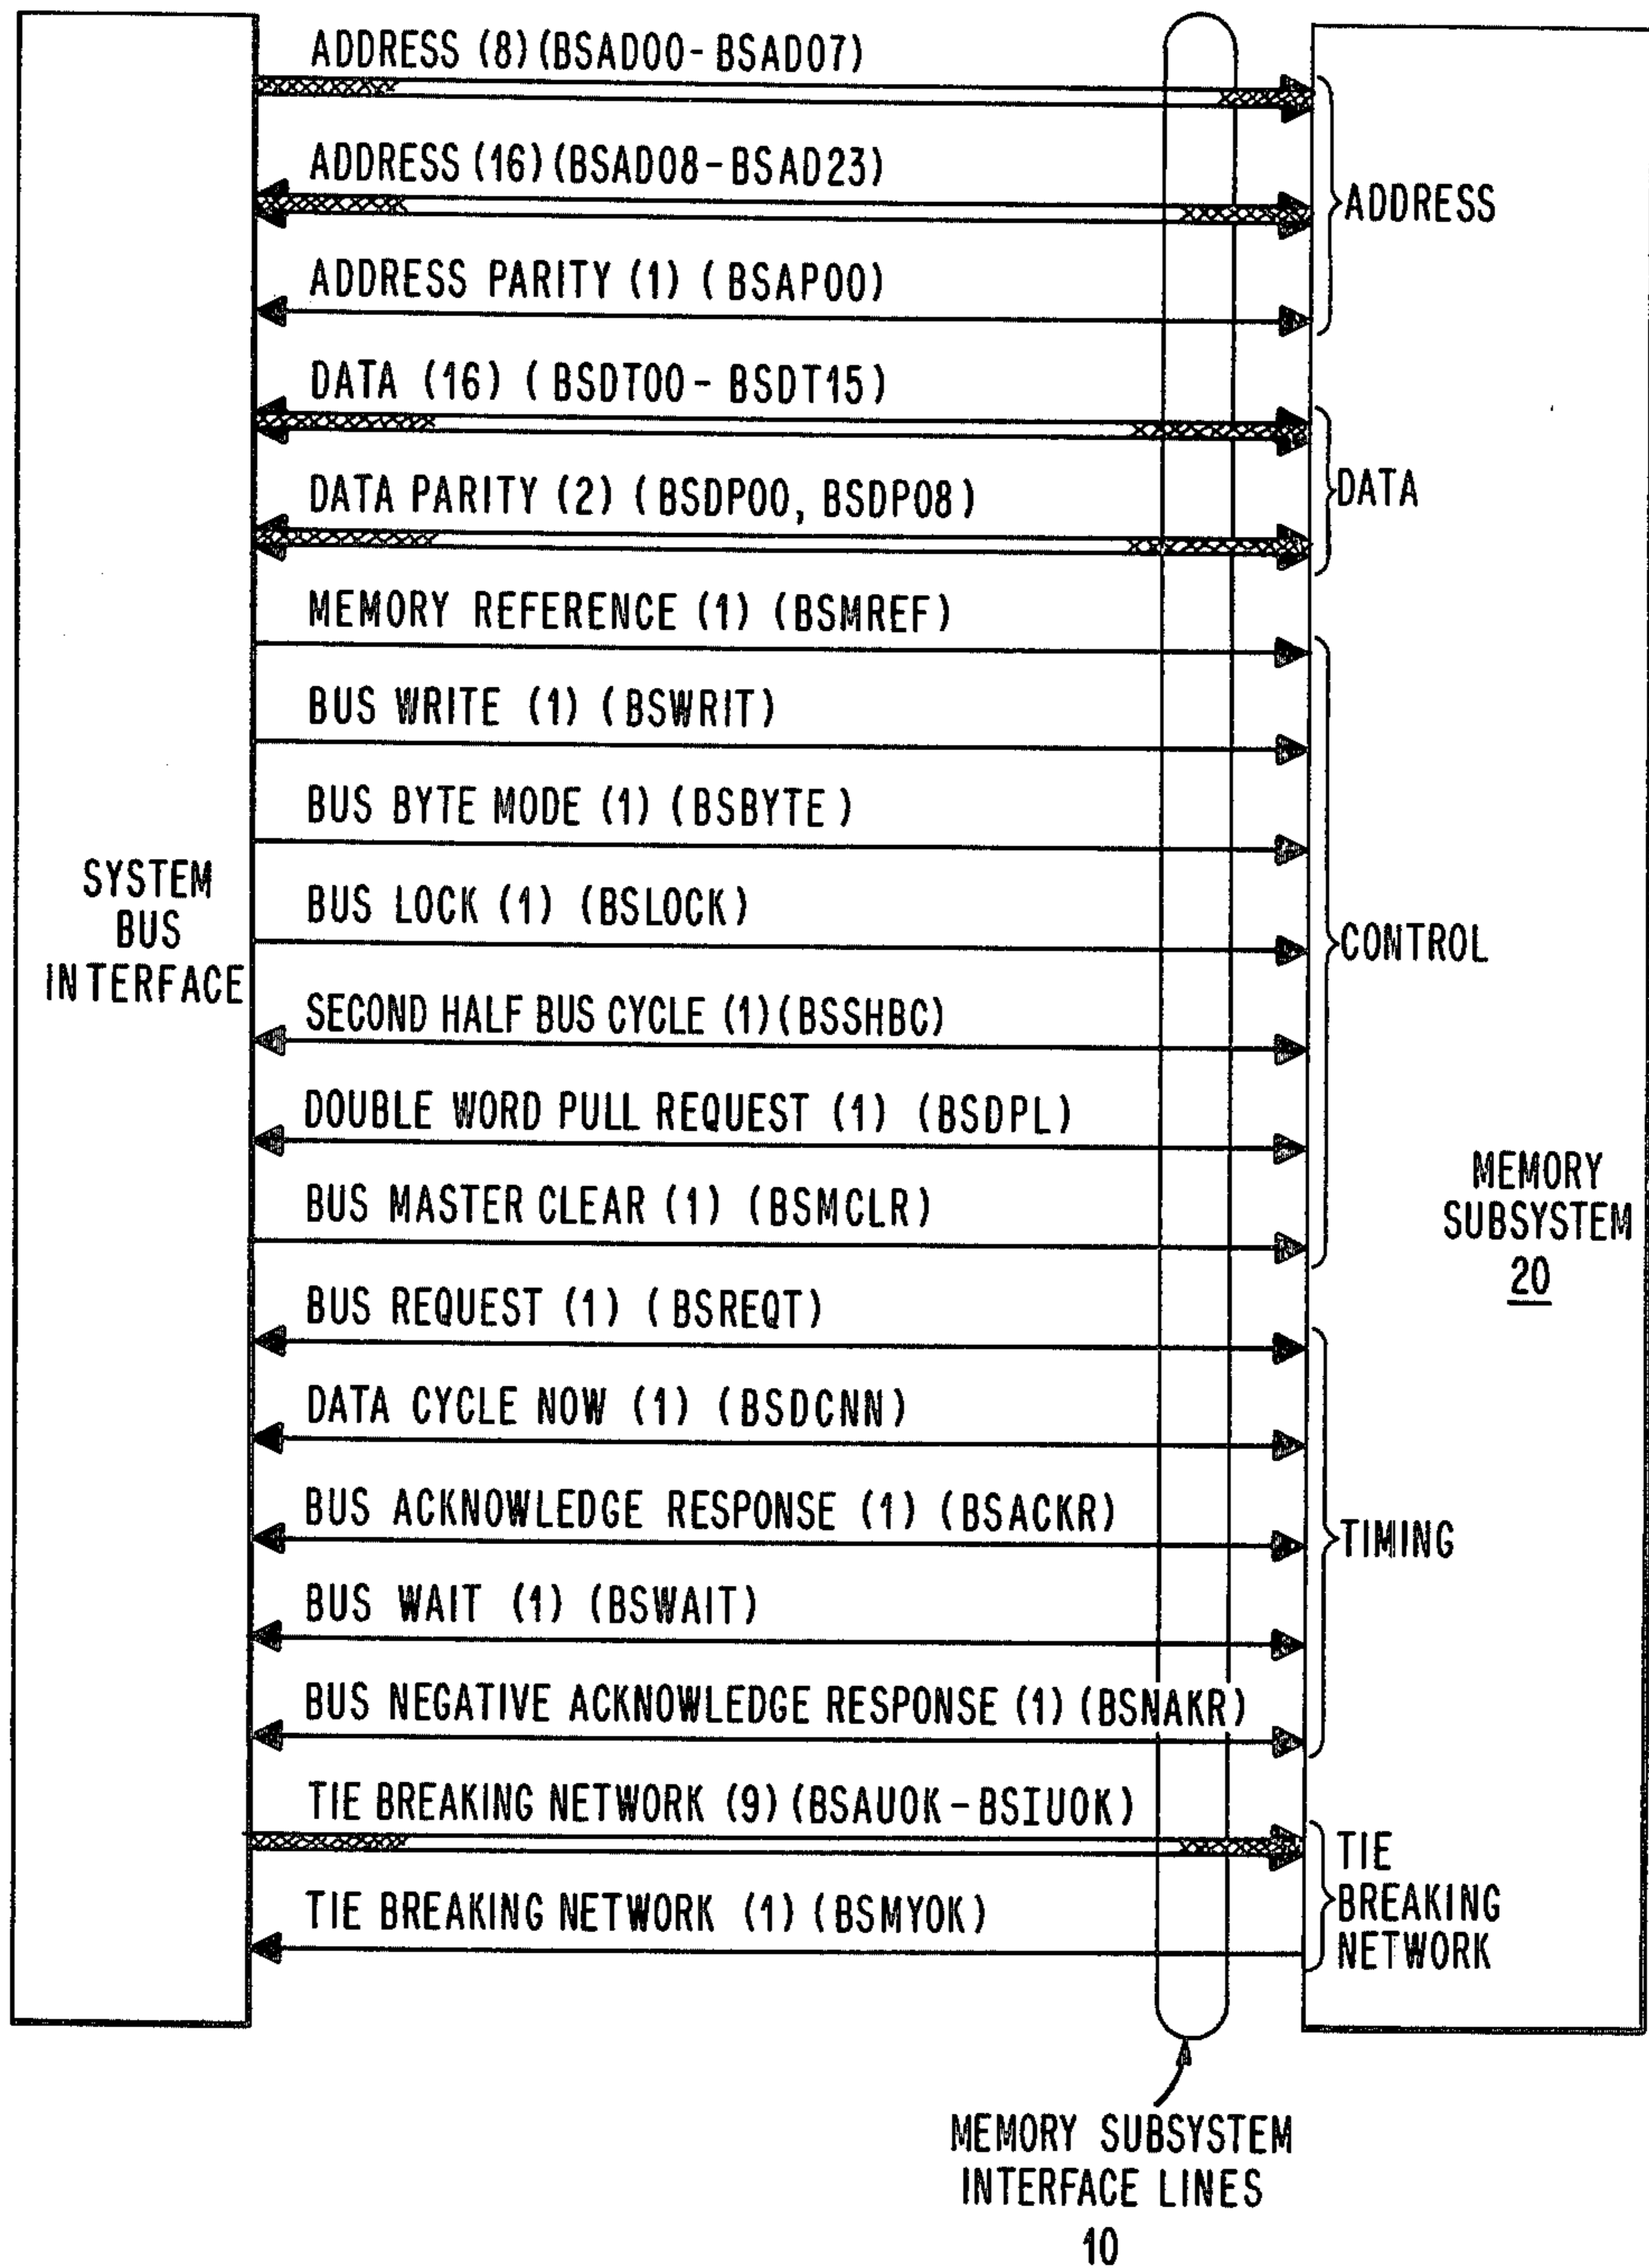 ADDRESS (8) (BSAD00-BSAD07)
ADDRESS (16) (BSAD08-BSAD23)
ADDRESS PARITY (1) (BSAP00)
ADDRESS
DATA (16) (BSDT00-BSDT15)
DATA PARITY (2) (BSDP00, BSDP08)
DATA
MEMORY REFERENCE (1) (BSMREF)
BUS WRITE (1) (BSWRIT)
BUS BYTE MODE (1) (BSBYTE)
BUS LOCK (1) (BSLOCK)
SECOND HALF BUS CYCLE (1) (BSSHBC)
DOUBLE WORD PULL REQUEST (1) (BSDPL)
BUS MASTER CLEAR (1) (BSMCLR)
CONTROL
SYSTEM
BUS
INTERFACE
MEMORY
SUBSYSTEM
20
BUS REQUEST (1) (BSREQT)
DATA CYCLE NOW (1) (BSDCNN)
BUS ACKNOWLEDGE RESPONSE (1) (BSACKR)
BUS WAIT (1) (BSWAIT)
BUS NEGATIVE ACKNOWLEDGE RESPONSE (1) (BSNAKR)
TIMING
TIE BREAKING NETWORK (9) (BSAUOK-BSIUOK)
TIE BREAKING NETWORK (1) (BSMYOK)
TIE
BREAKING
NETWORK
MEMORY SUBSYSTEM
INTERFACE LINES
10